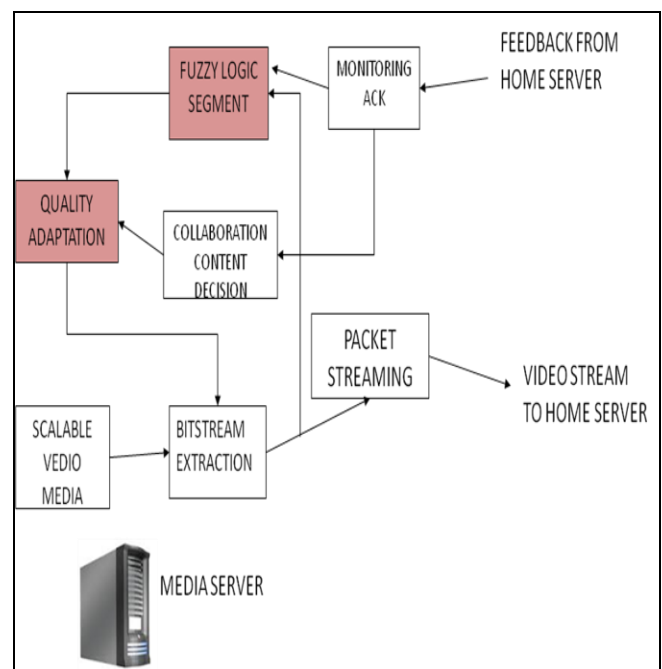 FEEDBACK FROM
HOME SERVER
FUZZY LOGIC
SEGMENT
MONITORING
ACK
QUALITY
ADAPTATION
COLLABORATION
CONTENT
DECISION
PACKET
STREAMING
VIDEO STREAM
TO HOME SERVER
SCALABLE
VEDIO
MEDIA
BITSTREAM
EXTRACTION
MEDIA SERVER